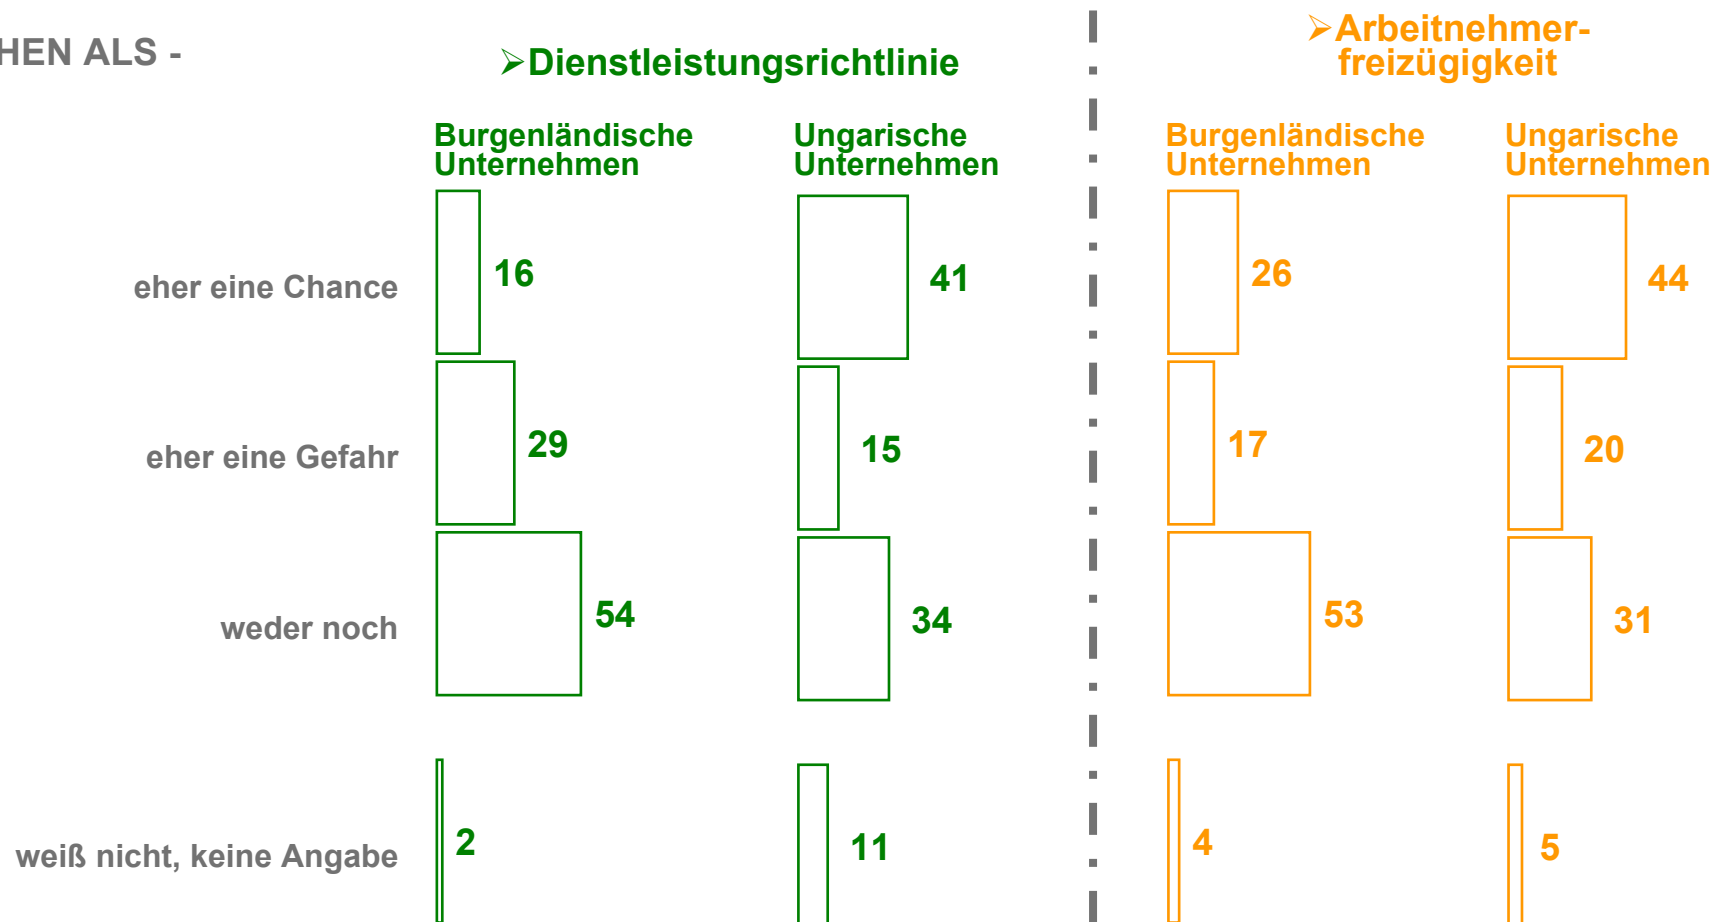 HEN ALS -
➢Dienstleistungsrichtlinie
➢Arbeitnehmer-
freizügigkeit
Burgenländische
Unternehmen
Ungarische
Unternehmen
Burgenländische
Unternehmen
Ungarische
Unternehmen
eher eine Chance 16 41 26 44
eher eine Gefahr 29 15 17 20
weder noch 54 34 53 31
weiß nicht, keine Angabe 2 11 4 5